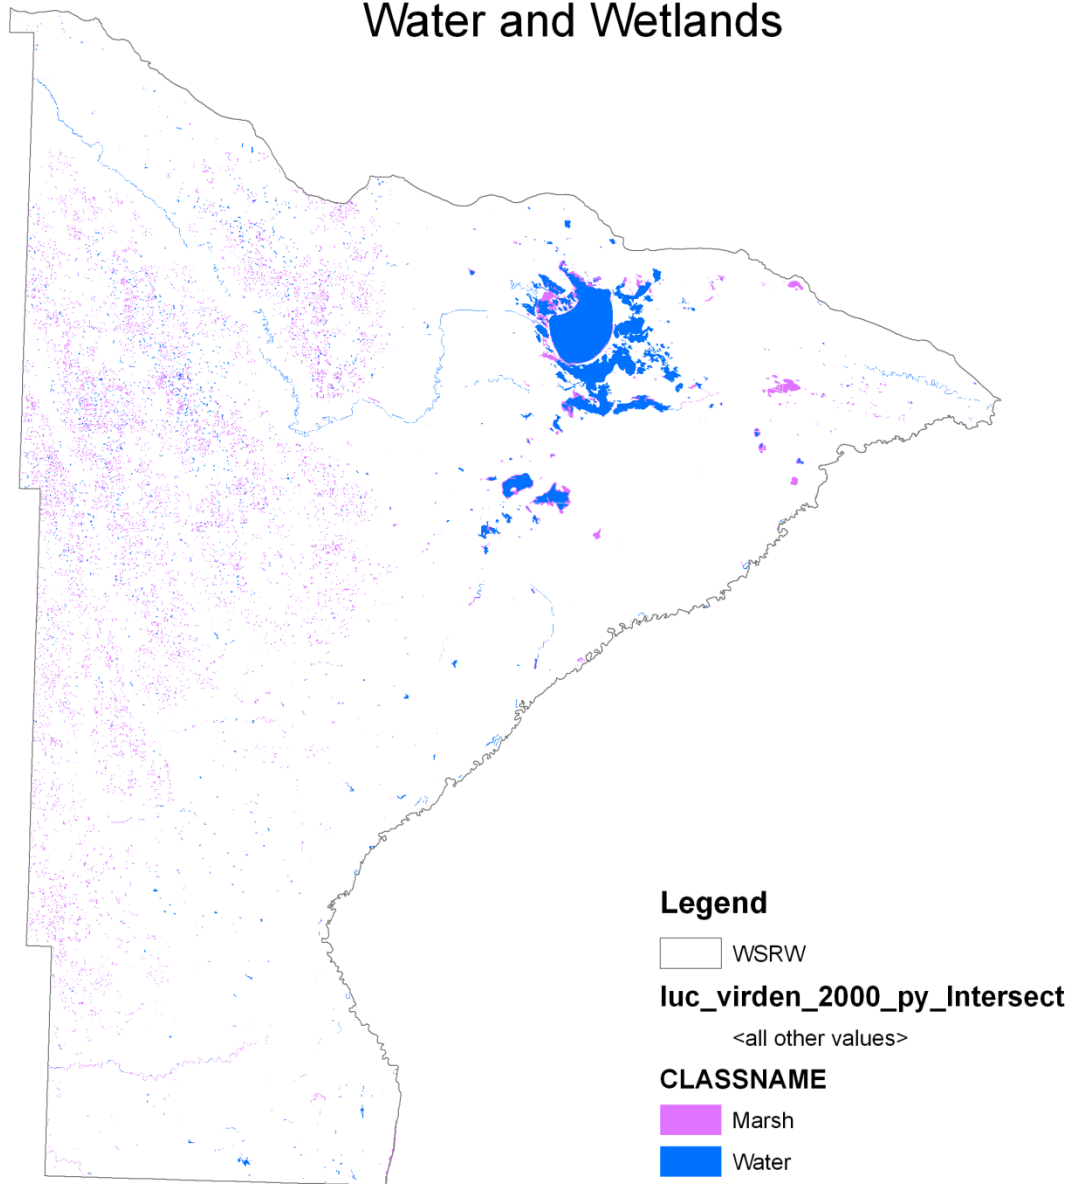 Water and Wetlands
Legend
WSRW
luc_virden_2000_py_Intersect
<all other values>
CLASSNAME
Marsh
Water